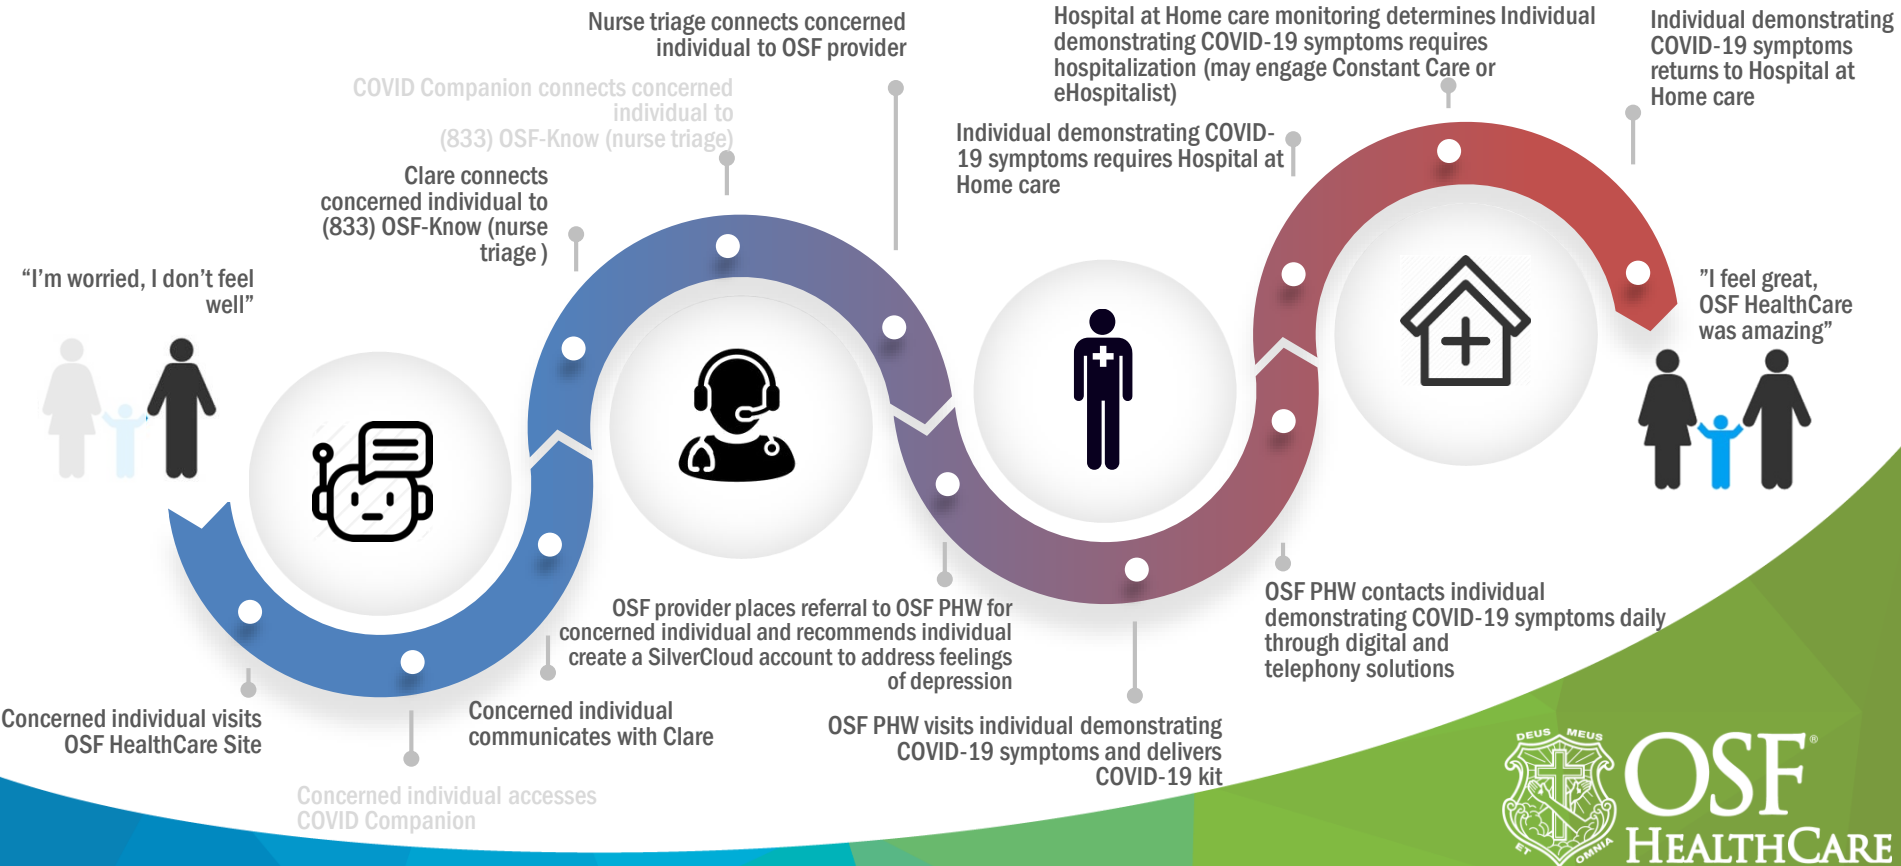 Nurse triage connects concerned
individual to OSF provider
Hospital at Home care monitoring determines Individual
demonstrating COVID-19 symptoms requires
hospitalization (may engage Constant Care or
eHospitalist)
Individual demonstrating
COVID-19 symptoms
returns to Hospital at
Home care
COVID Companion connects concerned
individual to
(833) OSF-Know (nurse triage)
Individual demonstrating COVID-
19 symptoms requires Hospital at
Home care
Clare connects
concerned individual to
(833) OSF-Know (nurse
triage )
“I’m worried, I don’t feel
well”
”I feel great,
OSF HealthCare
was amazing”
OSF provider places referral to OSF PHW for
concerned individual and recommends individual
create a SilverCloud account to address feelings
of depression
OSF PHW contacts individual
demonstrating COVID-19 symptoms daily
through digital and
telephony solutions
Concerned individual visits
OSF HealthCare Site
Concerned individual
communicates with Clare
OSF PHW visits individual demonstrating
COVID-19 symptoms and delivers
COVID-19 kit
Concerned individual accesses
COVID Companion
DEUS MEUS
ET OMNIA
OSF®
HEALTHCARE